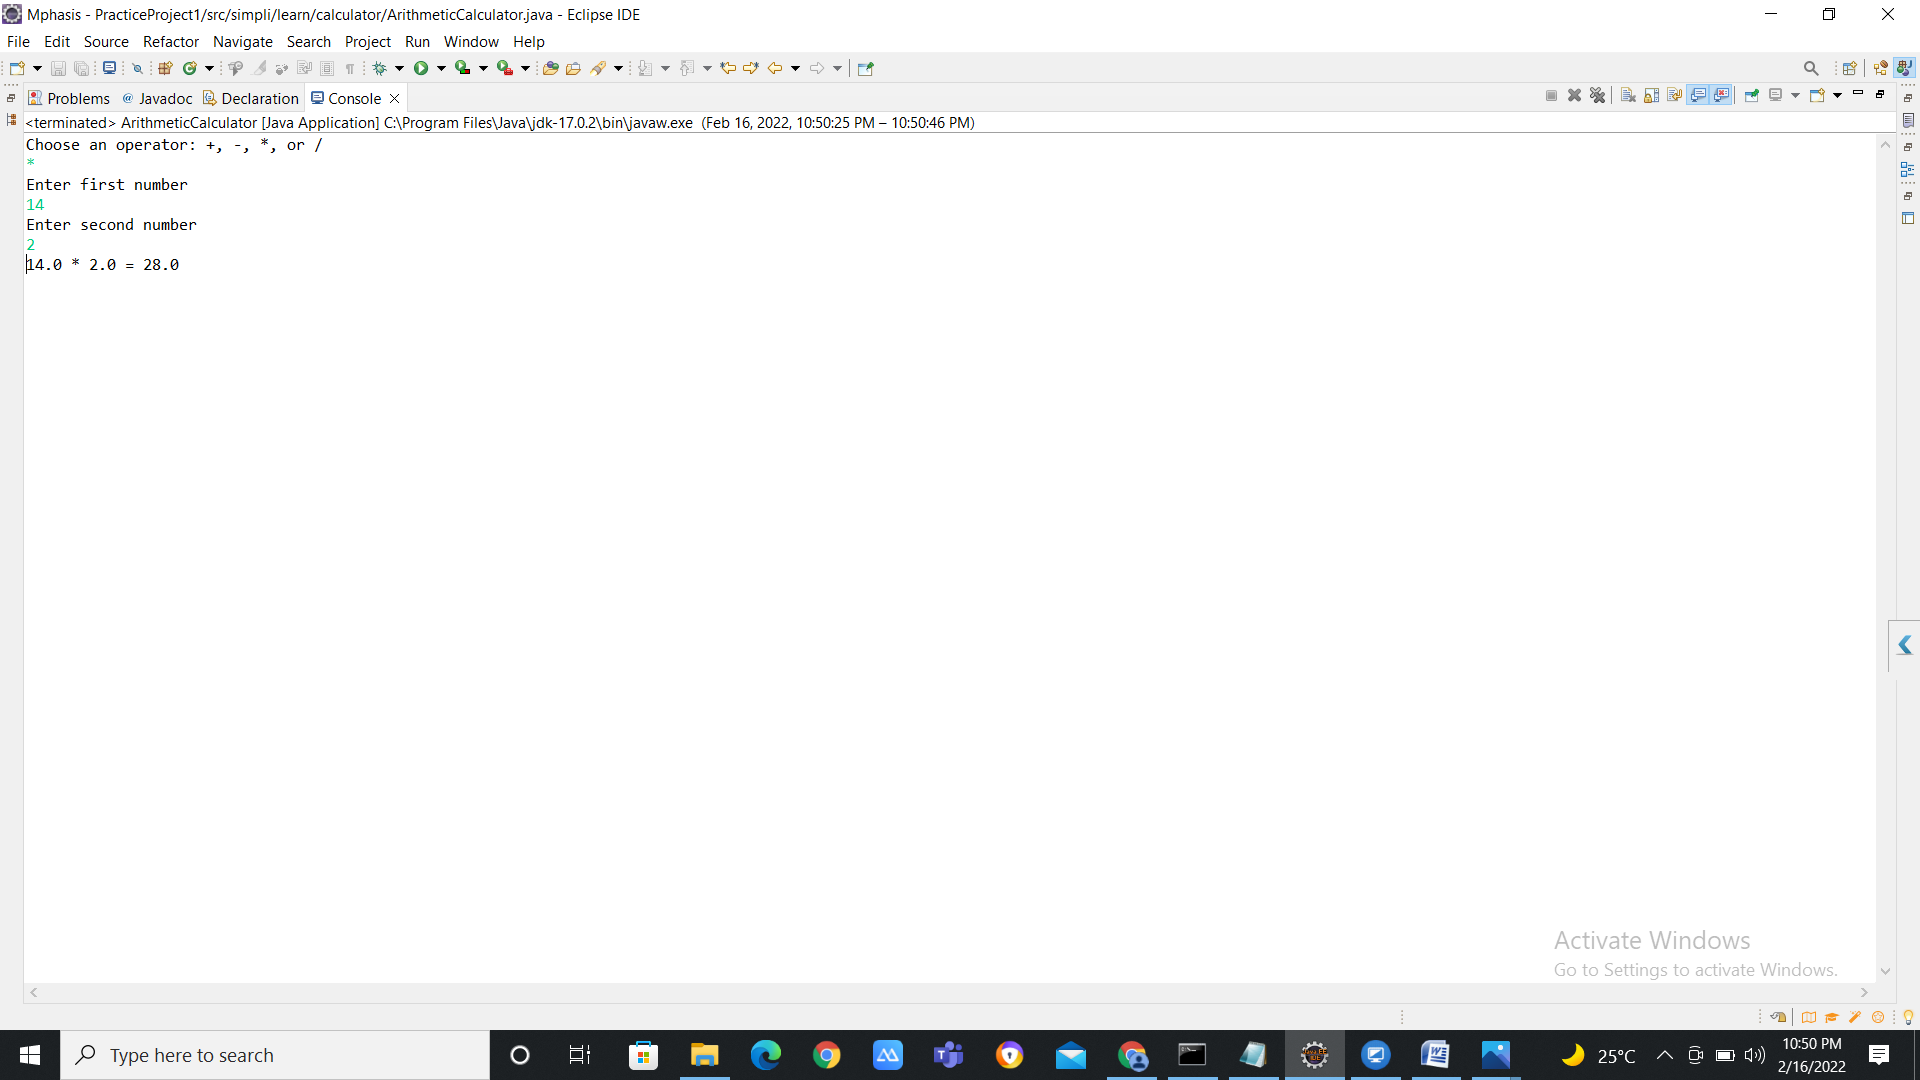 Mphasis - PracticeProject1/src/simpli/learn/calculator/ArithmeticCalculator.java - Eclipse IDE
File Edit Source Refactor Navigate Search Project Run Window Help
Problems @ Javadoc Declaration Console
<terminated> ArithmeticCalculator [Java Application] C:\Program Files\Java\jdk-17.0.2\bin\javaw.exe (Feb 16, 2022, 10:50:25 PM – 10:50:46 PM)
Choose an operator: +, -, *, or /
*
Enter first number
14
Enter second number
2
14.0 * 2.0 = 28.0
Activate Windows
Go to Settings to activate Windows.
Type here to search
25°C
10:50 PM
2/16/2022